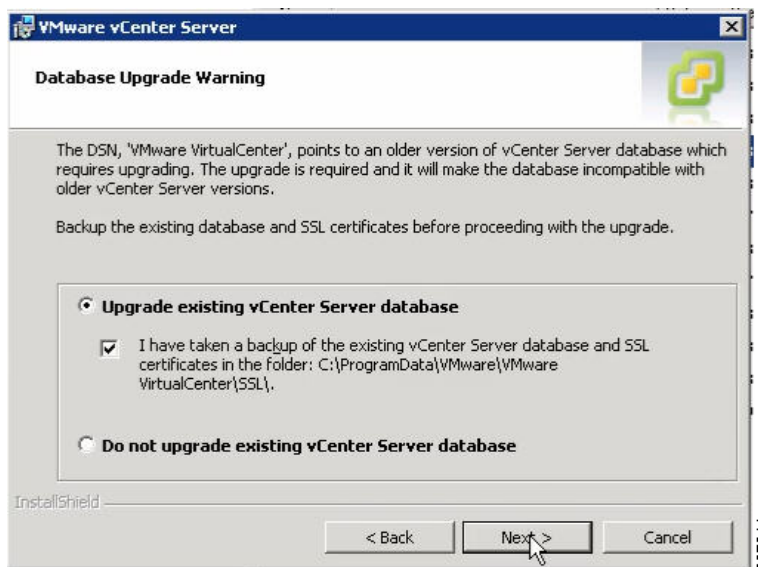 VMware vCenter Server
Database Upgrade Warning
The DSN, 'VMware VirtualCenter', points to an older version of vCenter Server database which
requires upgrading. The upgrade is required and it will make the database incompatible with
older vCenter Server versions.
Backup the existing database and SSL certificates before proceeding with the upgrade.
Upgrade existing vCenter Server database
I have taken a backup of the existing vCenter Server database and SSL
certificates in the folder: C:\ProgramData\VMware\VMware
VirtualCenter\SSL\.
Do not upgrade existing vCenter Server database
InstallShield
< Back
Next >
Cancel